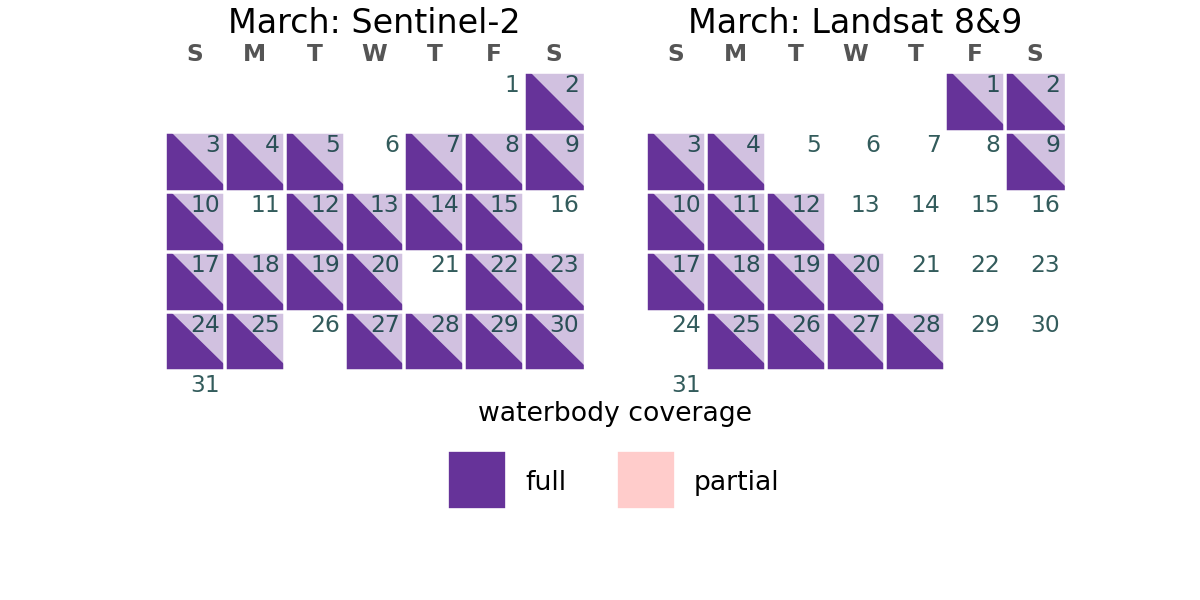 March: Sentinel-2
S M T W T F S
1 2
3 4 5 6 7 8 9
10 11 12 13 14 15 16
17 18 19 20 21 22 23
24 25 26 27 28 29 30
31
March: Landsat 8&9
S M T W T F S
1 2
3 4 5 6 7 8 9
10 11 12 13 14 15 16
17 18 19 20 21 22 23
24 25 26 27 28 29 30
31
waterbody coverage
full
partial